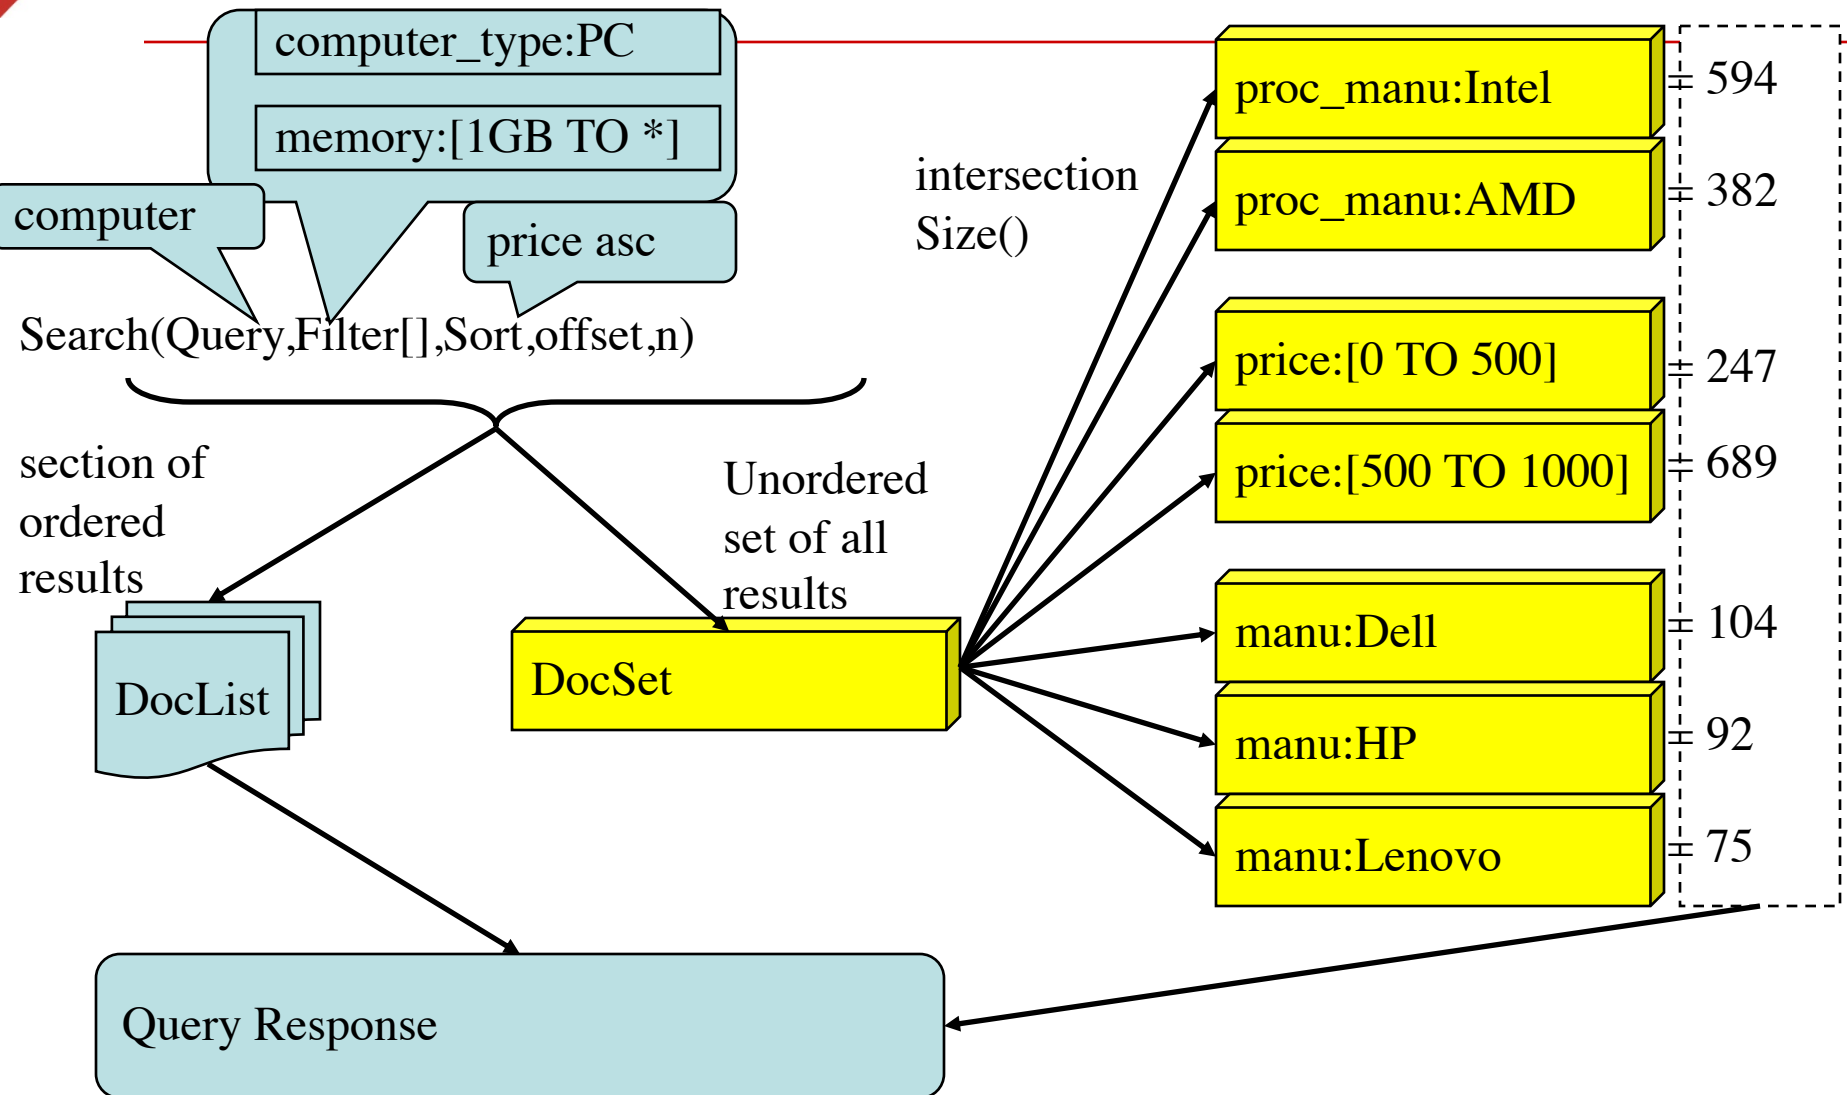 computer_type:PC
memory:[1GB TO *]
computer
price asc
Search(Query,Filter[],Sort,offset,n)
section of
ordered
results
Unordered
set of all
results
DocList
DocSet
intersection
Size()
proc_manu:Intel
= 594
proc_manu:AMD
= 382
price:[0 TO 500]
= 247
price:[500 TO 1000]
= 689
manu:Dell
= 104
manu:HP
= 92
manu:Lenovo
= 75
Query Response